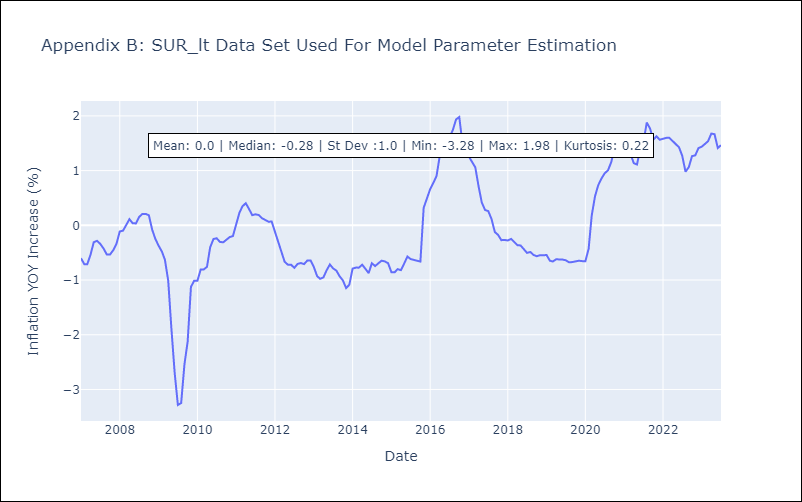 Appendix B: SUR_lt Data Set Used For Model Parameter Estimation
Mean: 0.0 | Median: -0.28 | St Dev :1.0 | Min: -3.28 | Max: 1.98 | Kurtosis: 0.22
Inflation YOY Increase (%)
2
1
0
−1
−2
−3
2008 2010 2012 2014 2016 2018 2020 2022
Date